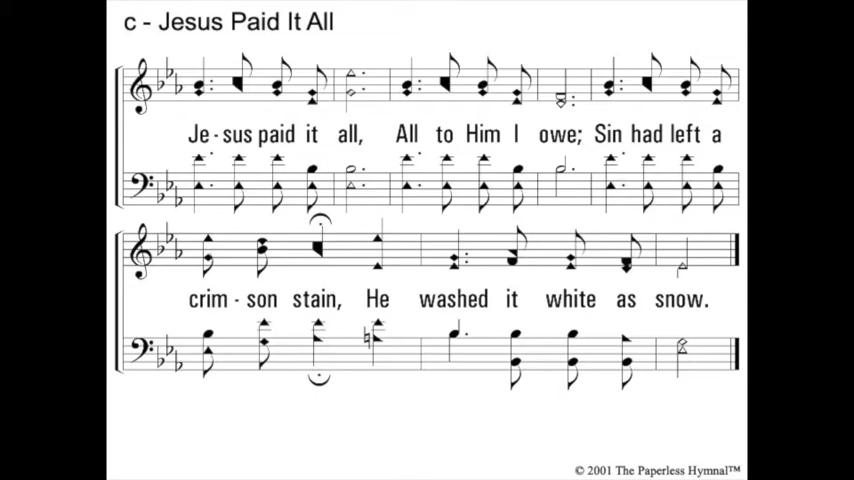 c - Jesus Paid It All
Je - sus paid it all, All to Him I owe; Sin had left a
crim - son stain, He washed it white as snow.
© 2001 The Paperless Hymnal™